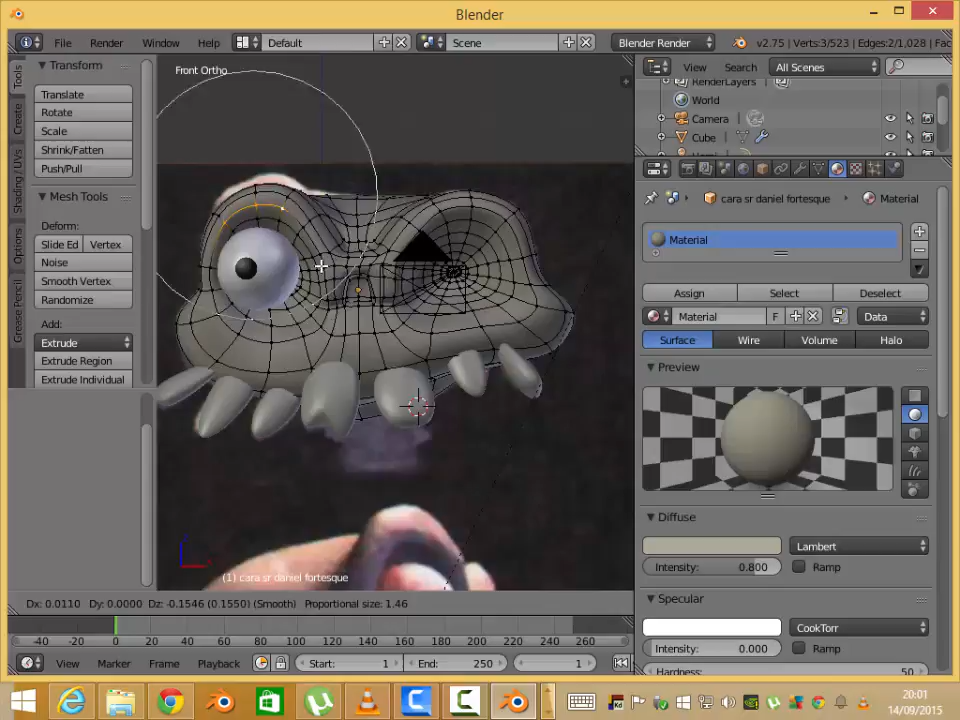 Blender
File Render Window Help Default Scene Blender Render v2.75 | Verts:3/523 | Edges:2/1,028 | Fac
Tools
Create
Shading / UVs
Options
Grease Pencil
Transform
Translate
Rotate
Scale
Shrink/Fatten
Push/Pull
Mesh Tools
Deform:
Slide Ed Vertex
Noise
Smooth Vertex
Randomize
Add:
Extrude
Extrude Region
Extrude Individual
Front Ortho
(1) cara sr daniel fortesque
Dx: 0.0110 Dy: 0.0000 Dz: -0.1546 (0.1550) (Smooth) Proportional size: 1.46
View Search All Scenes
RenderLayers
World
Camera
Cube
cara sr daniel fortesque Material
Material
Assign Select Deselect
Material F Data
Surface Wire Volume Halo
Preview
Diffuse
Lambert
Intensity: 0.800 Ramp
Specular
CookTorr
Intensity: 0.000 Ramp
Hardness: 50
-40 -20 0 20 40 60 80 100 120 140 160 180 200 220 240 260
View Marker Frame Playback Start: 1 End: 250 1
20:01
14/09/2015